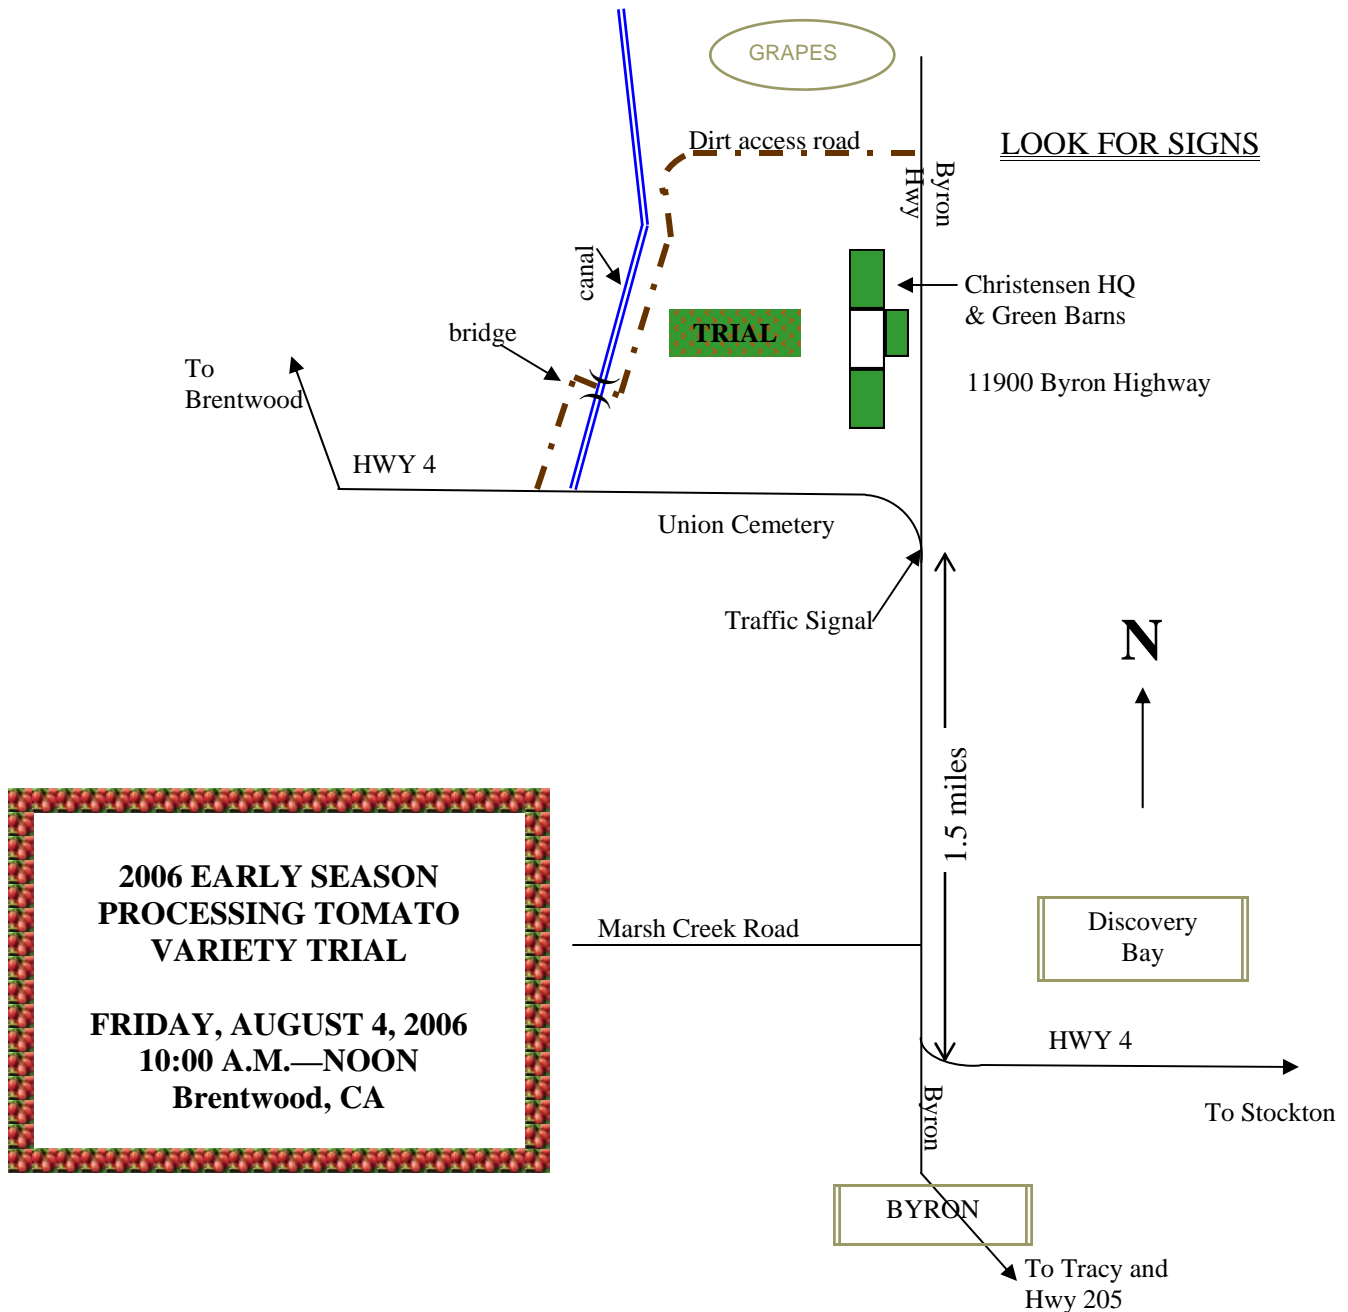 GRAPES
Dirt access road
LOOK FOR SIGNS
Byron
Hwy
canal
Christensen HQ
& Green Barns
TRIAL
bridge
To
Brentwood
11900 Byron Highway
HWY 4
Union Cemetery
Traffic Signal
N
1.5 miles
2006 EARLY SEASON
PROCESSING TOMATO
VARIETY TRIAL
FRIDAY, AUGUST 4, 2006
10:00 A.M.—NOON
Brentwood, CA
Marsh Creek Road
Discovery
Bay
HWY 4
Byron
To Stockton
BYRON
To Tracy and
Hwy 205